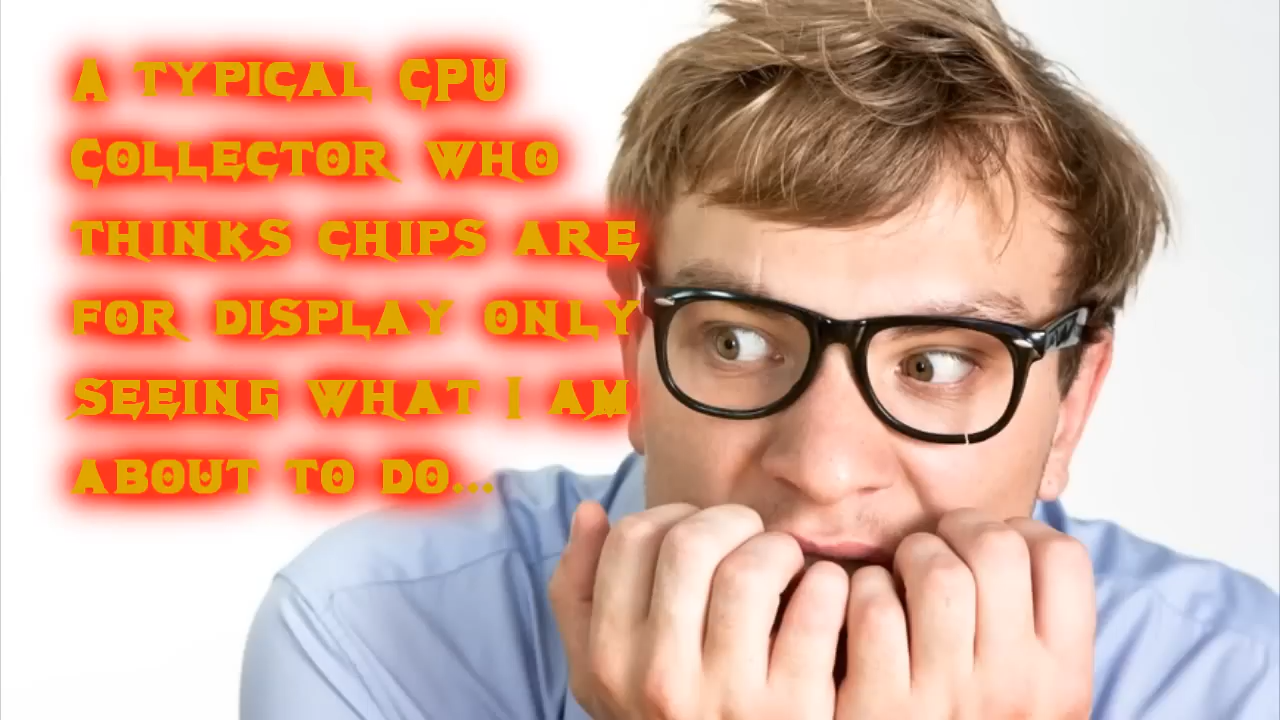 A typical CPU
Collector who
thinks chips are
for display only
seeing what I am
about to do...